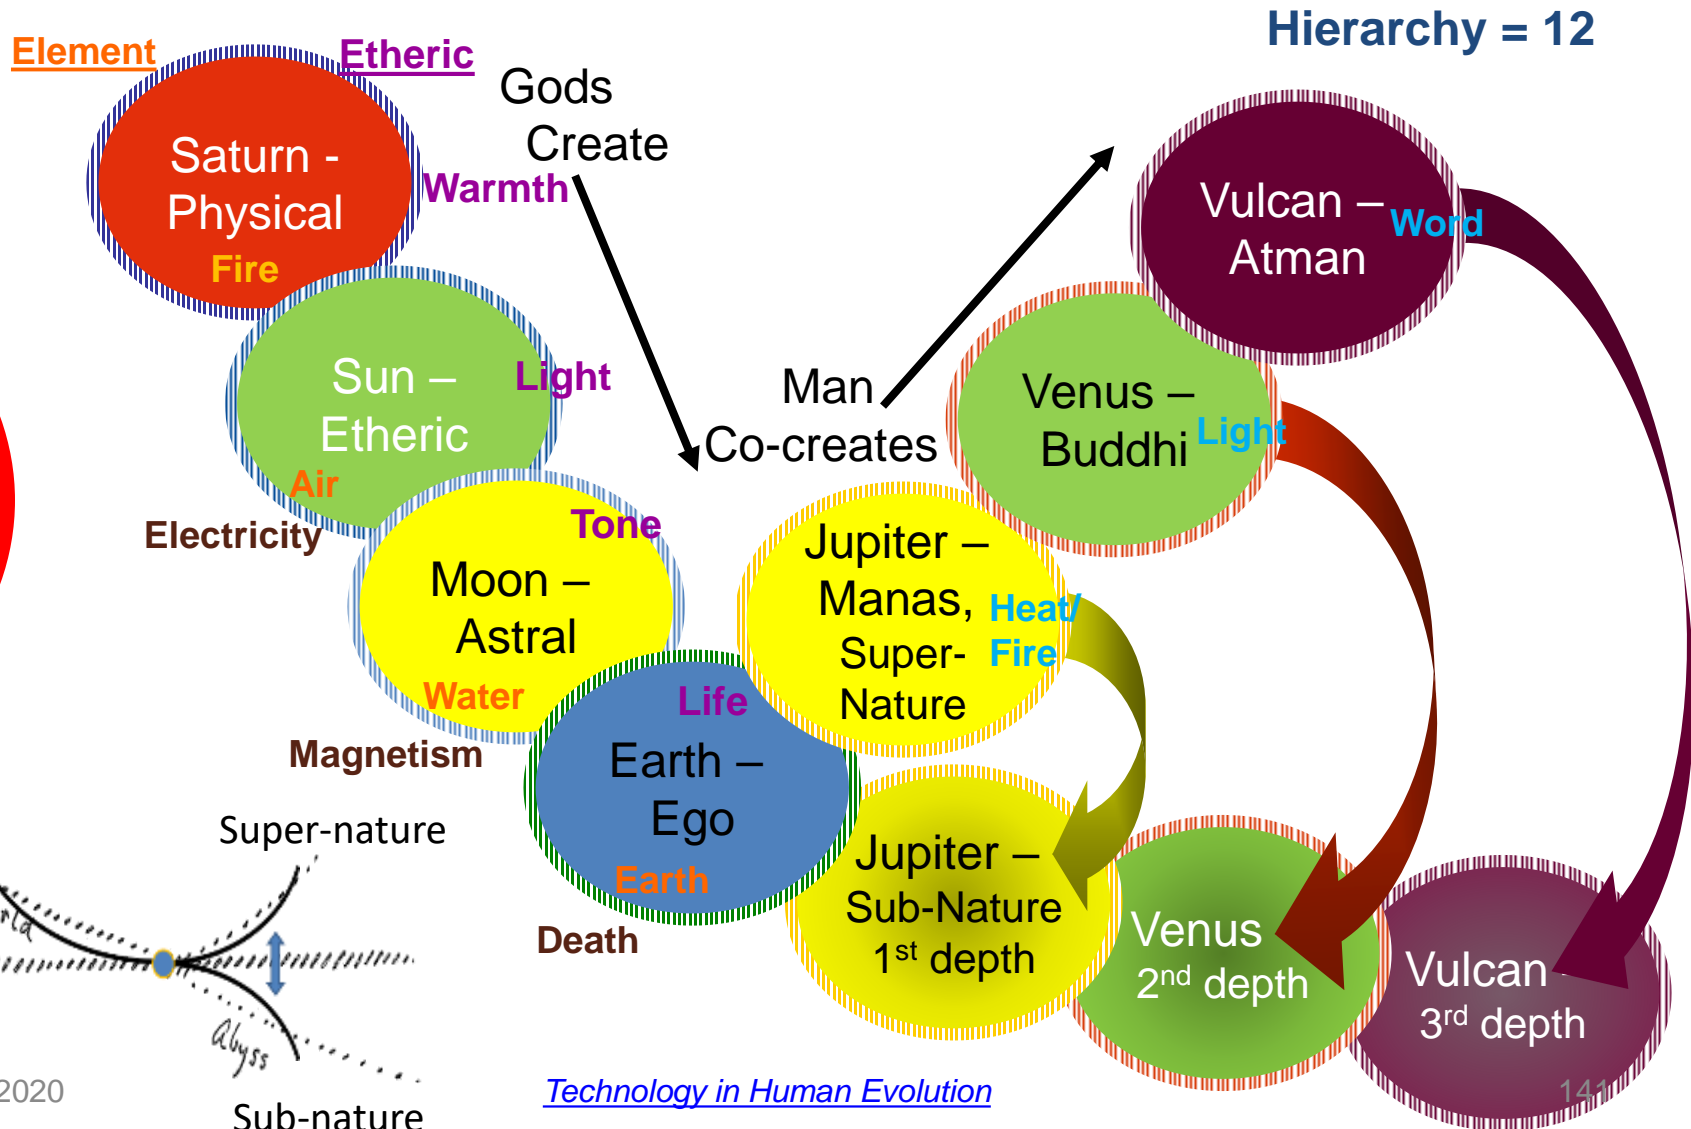 Hierarchy = 12
Element
Etheric
Gods
Create
Saturn -
Physical
Fire
Warmth
Sun –
Etheric
Light
Air
Electricity
Moon –
Astral
Tone
Water
Magnetism
Life
Earth –
Ego
Earth
Death
Man
Co-creates
Jupiter –
Manas,
Super-
Nature
Heat/
Fire
Venus –
Buddhi
Light
Vulcan –
Atman
Word
Jupiter –
Sub-Nature
1st depth
Venus
2nd depth
Vulcan -
3rd depth
Super-nature
Abyss
Sub-nature
2020
Technology in Human Evolution
141